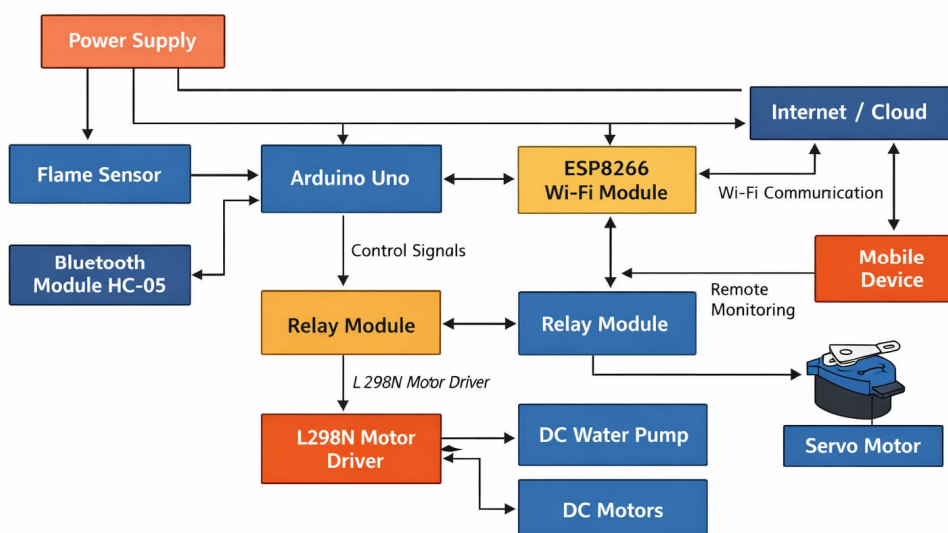 Power Supply
Internet / Cloud
Flame Sensor
Arduino Uno
ESP8266
Wi-Fi Module
Wi-Fi Communication
Bluetooth
Module HC-05
Control Signals
Mobile
Device
Remote
Monitoring
Relay Module
Relay Module
L298N Motor Driver
L298N Motor
Driver
DC Water Pump
Servo Motor
DC Motors